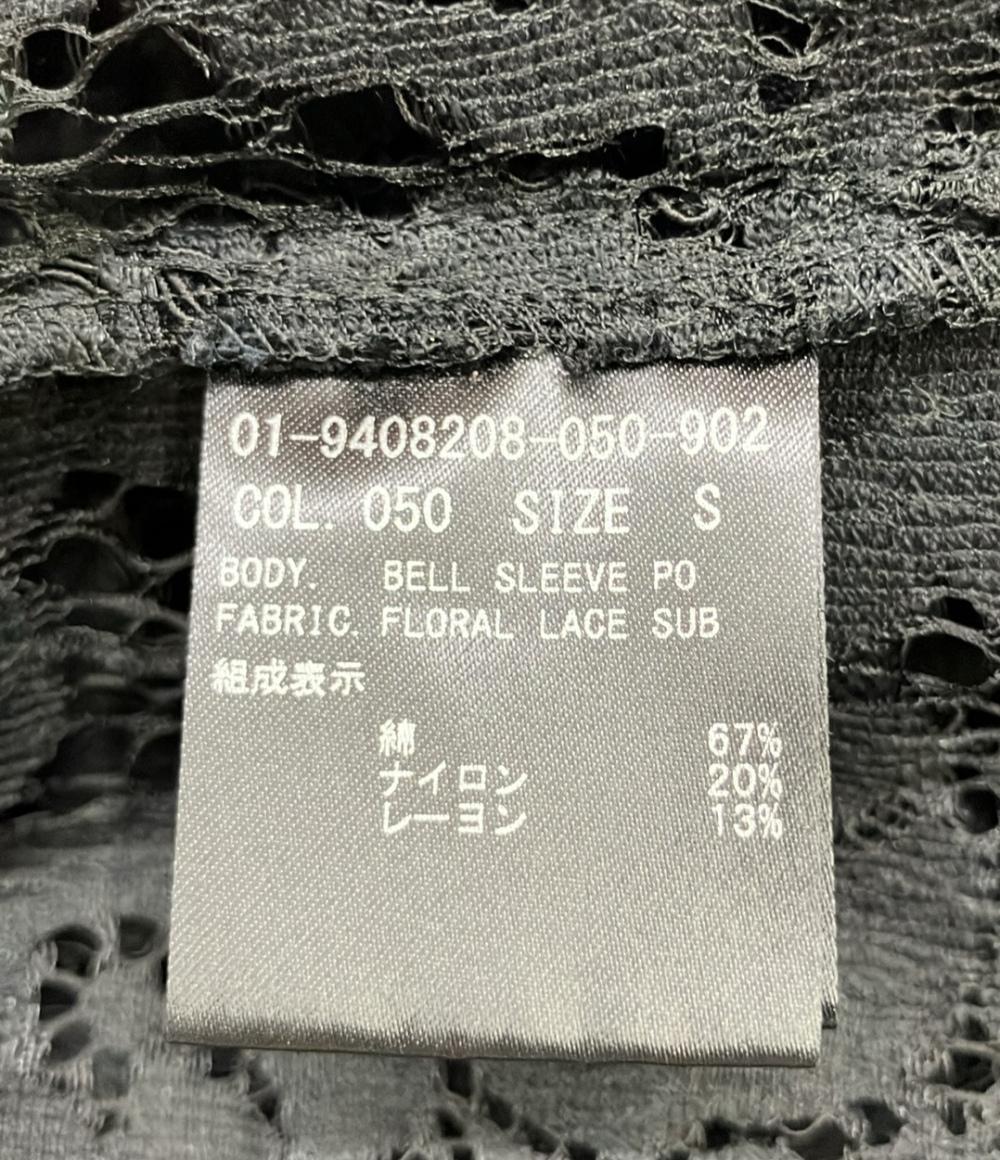 01-9408208-050-902
COL. 050 SIZE S
BODY. BELL SLEEVE PO
FABRIC. FLORAL LACE SUB
組成表示
綿 67%
ナイロン 20%
レーヨン 13%